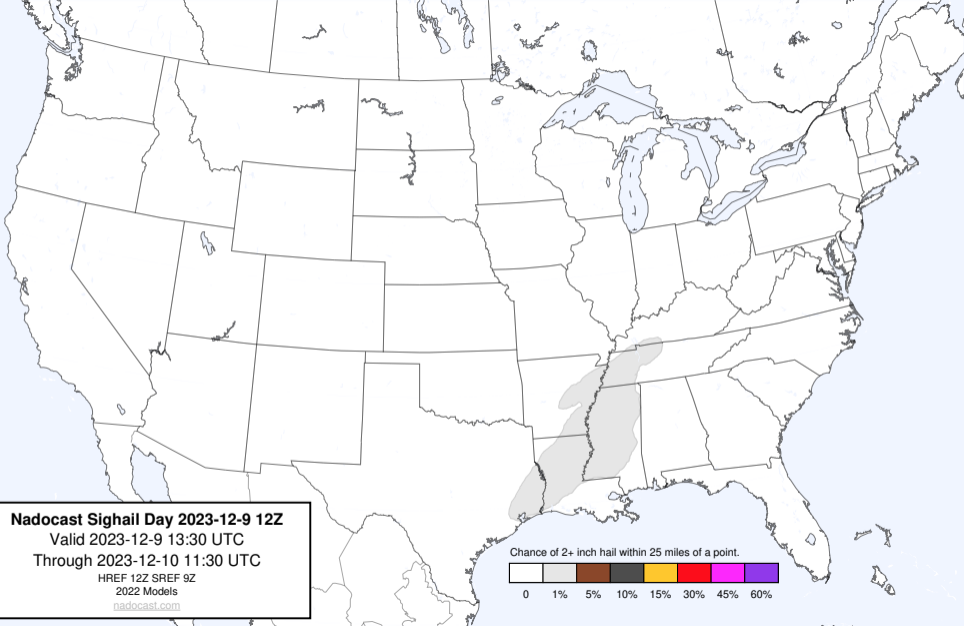 Nadocast Sighail Day 2023-12-9 12Z
Valid 2023-12-9 13:30 UTC
Through 2023-12-10 11:30 UTC
HREF 12Z SREF 9Z
2022 Models
nadocast.com
Chance of 2+ inch hail within 25 miles of a point.
0 1% 5% 10% 15% 30% 45% 60%